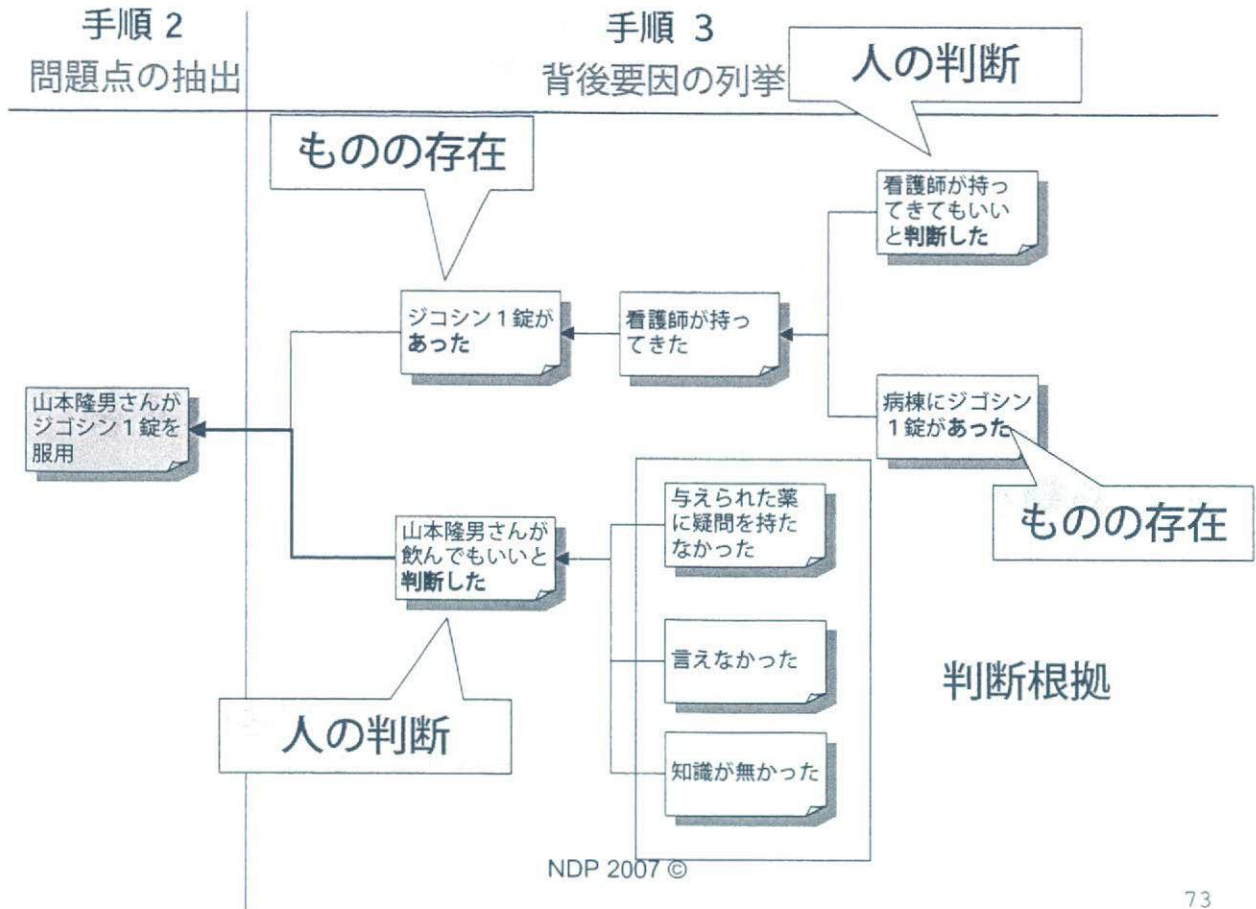 手順 2
問題点の抽出
手順 3
背後要因の列挙
人の判断
ものの存在
看護師が持っ
てきてもいい
と判断した
ジコシン1錠が
あった
看護師が持っ
てきた
山本隆男さんが
ジゴシン1錠を
服用
病棟にジゴシン
1錠があった
ものの存在
与えられた薬
に疑問を持た
なかった
山本隆男さんが
飲んでもいいと
判断した
言えなかった
判断根拠
人の判断
知識が無かった
NDP 2007 ©
73